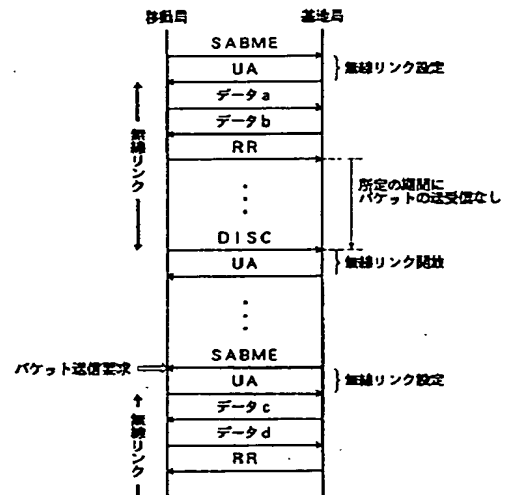 移動局 基地局
SABME
UA
}無線リンク設定
データa
データb
RR
無線リンク
所定の期間に
パケットの送受信なし
DISC
UA
}無線リンク開放
SABME
パケット送信要求
UA
}無線リンク設定
データc
データd
RR
無線リンク